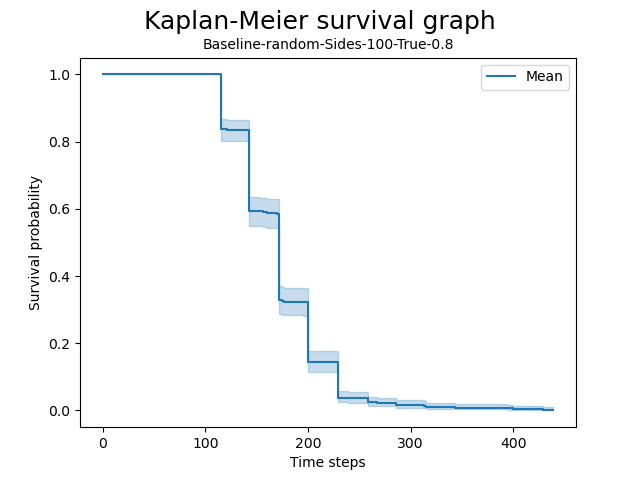 Kaplan-Meier survival graph
Baseline-random-Sides-100-True-0.8
Mean
Survival probability
1.0
0.8
0.6
0.4
0.2
0.0
0 100 200 300 400
Time steps